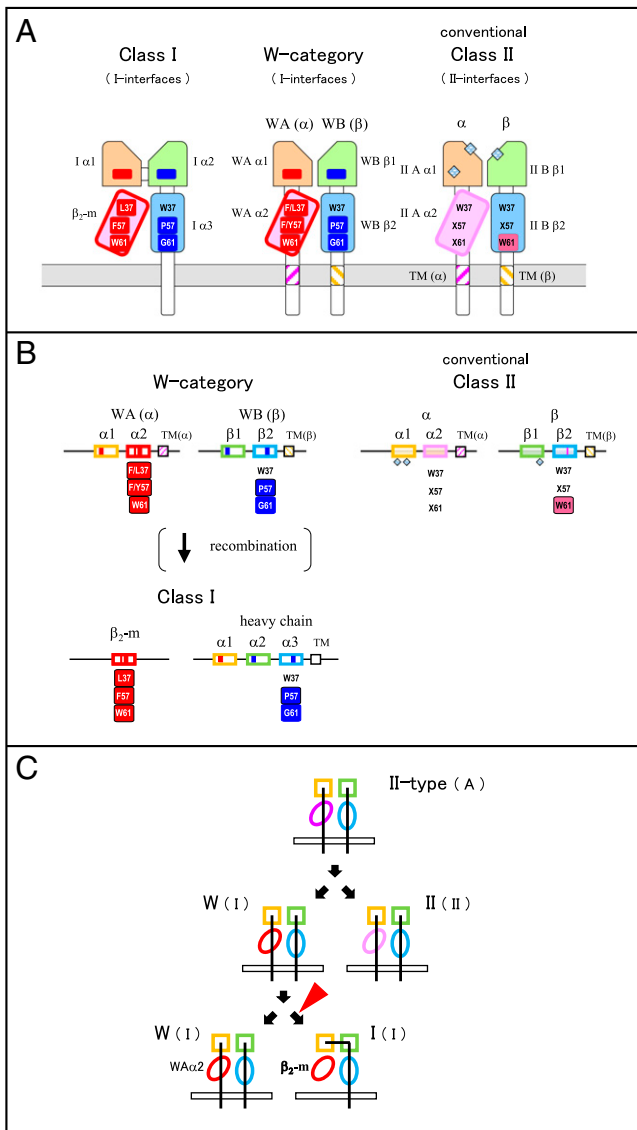 A
Class I
W-category
conventional
Class II
( I-interfaces )
( I-interfaces )
( II-interfaces )
WA (α)
WB (β)
α
β
I α1
I α2
WA α1
WB β1
II A α1
II B β1
β2-m
L37
F57
W61
W37
P57
G61
I α3
WA α2
F/L37
F/Y57
W61
W37
P57
G61
WB β2
II A α2
W37
X57
X61
W37
X57
W61
II B β2
TM (α)
TM (β)
B
W-category
conventional
Class II
WA (α)
WB (β)
α
β
α1
α2
TM(α)
β1
β2
TM(β)
α1
α2
TM(α)
β1
β2
TM(β)
F/L37
F/Y57
W61
W37
P57
G61
W37
X57
X61
W37
X57
W61
recombination
Class I
β2-m
heavy chain
α1
α2
α3
TM
L37
F57
W61
W37
P57
G61
C
II-type ( A )
W ( I )
II ( II )
W ( I )
I ( I )
WAα2
β2-m